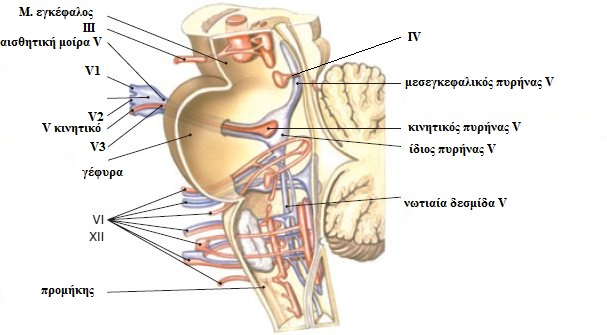 Μ. εγκέφαλος
III
αισθητική μοίρα V
V1
V2
V κινητικό
V3
γέφυρα
VI
XII
προμήκης
IV
μεσεγκεφαλικός πυρήνας V
κινητικός πυρήνας V
ίδιος πυρήνας V
νωτιαία δεσμίδα V